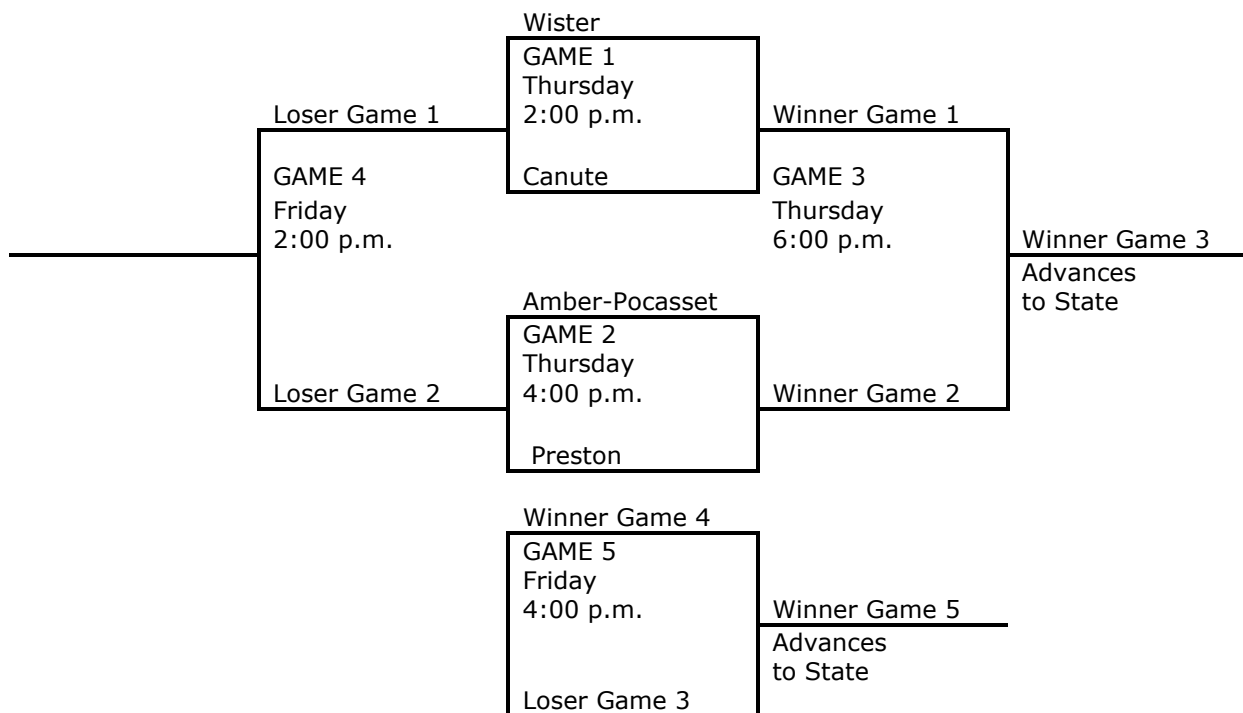 Wister
GAME 1
Thursday
2:00 p.m.
Loser Game 1
Winner Game 1
GAME 4
Friday
2:00 p.m.
Canute
GAME 3
Thursday
6:00 p.m.
Winner Game 3
Advances
to State
Amber-Pocasset
GAME 2
Thursday
4:00 p.m.
Loser Game 2
Winner Game 2
Preston
Winner Game 4
GAME 5
Friday
4:00 p.m.
Winner Game 5
Advances
to State
Loser Game 3